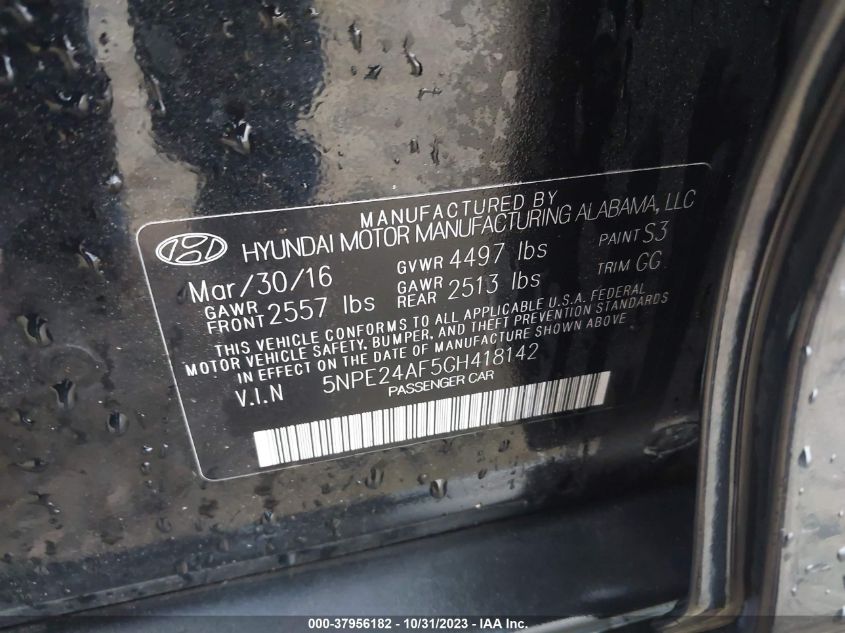 MANUFACTURED BY
HYUNDAI MOTOR MANUFACTURING ALABAMA, LLC
Mar/30/16 GVWR 4497 lbs PAINT S3
GAWR FRONT 2557 lbs GAWR REAR 2513 lbs TRIM GG
THIS VEHICLE CONFORMS TO ALL APPLICABLE U.S.A. FEDERAL
MOTOR VEHICLE SAFETY, BUMPER, AND THEFT PREVENTION STANDARDS
IN EFFECT ON THE DATE OF MANUFACTURE SHOWN ABOVE
V.I.N 5NPE24AF5GH418142
PASSENGER CAR
000-37956182 - 10/31/2023 - IAA Inc.